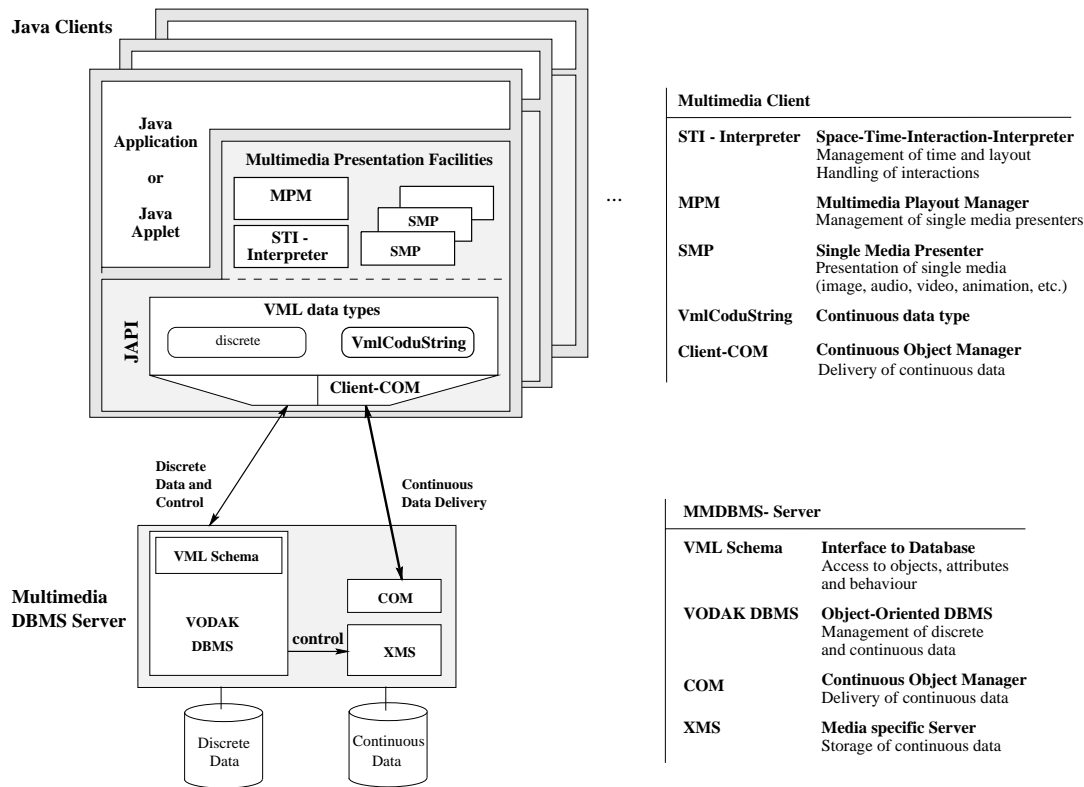 Java Clients
Java
Application
or
Java
Applet
Multimedia Presentation Facilities
MPM
STI -
Interpreter
SMP
SMP
...
JAPI
VML data types
discrete
VmlCoduString
Client-COM
Discrete
Data and
Control
Continuous
Data Delivery
Multimedia
DBMS Server
VML Schema
VODAK
DBMS
control
COM
XMS
Discrete
Data
Continuous
Data
Multimedia Client
STI - Interpreter Space-Time-Interaction-Interpreter
Management of time and layout
Handling of interactions
MPM Multimedia Playout Manager
Management of single media presenters
SMP Single Media Presenter
Presentation of single media
(image, audio, video, animation, etc.)
VmlCoduString Continuous data type
Client-COM Continuous Object Manager
Delivery of continuous data
MMDBMS- Server
VML Schema Interface to Database
Access to objects, attributes
and behaviour
VODAK DBMS Object-Oriented DBMS
Management of discrete
and continuous data
COM Continuous Object Manager
Delivery of continuous data
XMS Media specific Server
Storage of continuous data